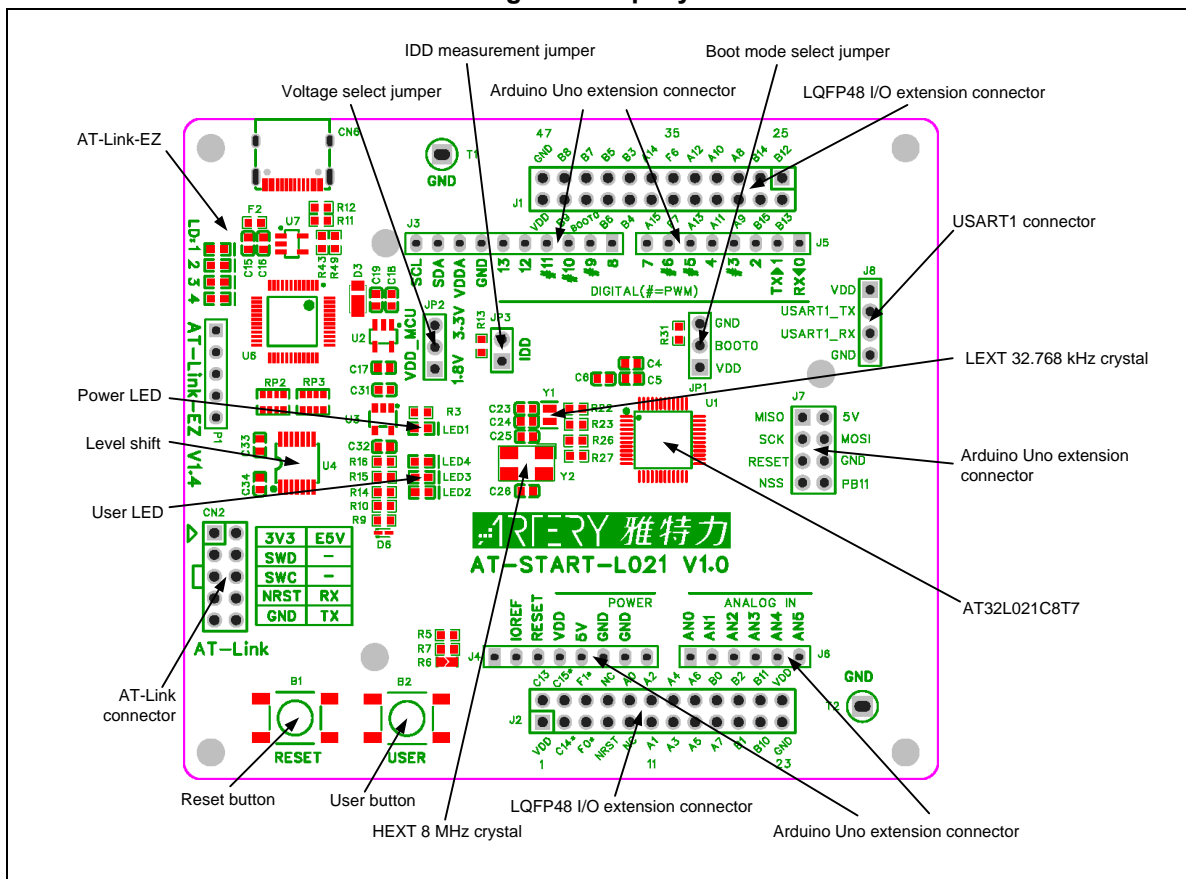 IDD measurement jumper
Boot mode select jumper
Voltage select jumper
Arduino Uno extension connector
LQFP48 I/O extension connector
AT-Link-EZ
USART1 connector
LEXT 32.768 kHz crystal
Power LED
Level shift
User LED
Arduino Uno extension connector
AT32L021C8T7
AT-Link connector
Reset button
User button
HEXT 8 MHz crystal
LQFP48 I/O extension connector
Arduino Uno extension connector
CN6
T1
GND
47 35 25
GND B8 B7 B5 B3 A14 F6 A12 A10 A8 B14 B12
J1
VDD B9 BOOT0 B6 B4 A15 F7 A13 A11 A9 B15 B13
J3
J5
SCL SDA VDDA GND 13 12 #11 #10 #9 8
7 #6 #5 4 #3 2 TX▶1 RX◀0
DIGITAL(#=PWM)
F2
U7
R12
R11
R43
R49
C15
C16
LD:1
2
3
4
U6
D3
C19
C18
U2
C17
C31
U3
C32
VDD_MCU
JP2
3.3V
1.8V
R13
JP3
IDD
R31
GND
BOOT0
VDD
JP1
J8
VDD
USART1_TX
USART1_RX
GND
AT-Link-EZ V1.4
P1
RP2
RP3
C33
C34
U4
R3
LED1
LED4
LED3
LED2
R16
R15
R14
R10
R9
D6
C4
C5
C6
C23
C24
C25
C26
Y1
Y2
R22
R23
R26
R27
U1
J7
MISO 5V
SCK MOSI
RESET GND
NSS PB11
CN2
3V3 E5V
SWD –
SWC –
NRST RX
GND TX
AT-Link
ARTERY 雅特力
AT-START-L021 V1.0
POWER
ANALOG IN
IOREF RESET VDD 5V GND GND
AN0 AN1 AN2 AN3 AN4 AN5
J4
J6
R5
R7
R6
B1
RESET
B2
USER
C13 C15* F1* NC A0 A2 A4 A6 B0 B2 B11 VDD
J2
VDD C14* F0* NRST NC A1 A3 A5 A7 B1 B10 GND
1 11 23
GND
T2